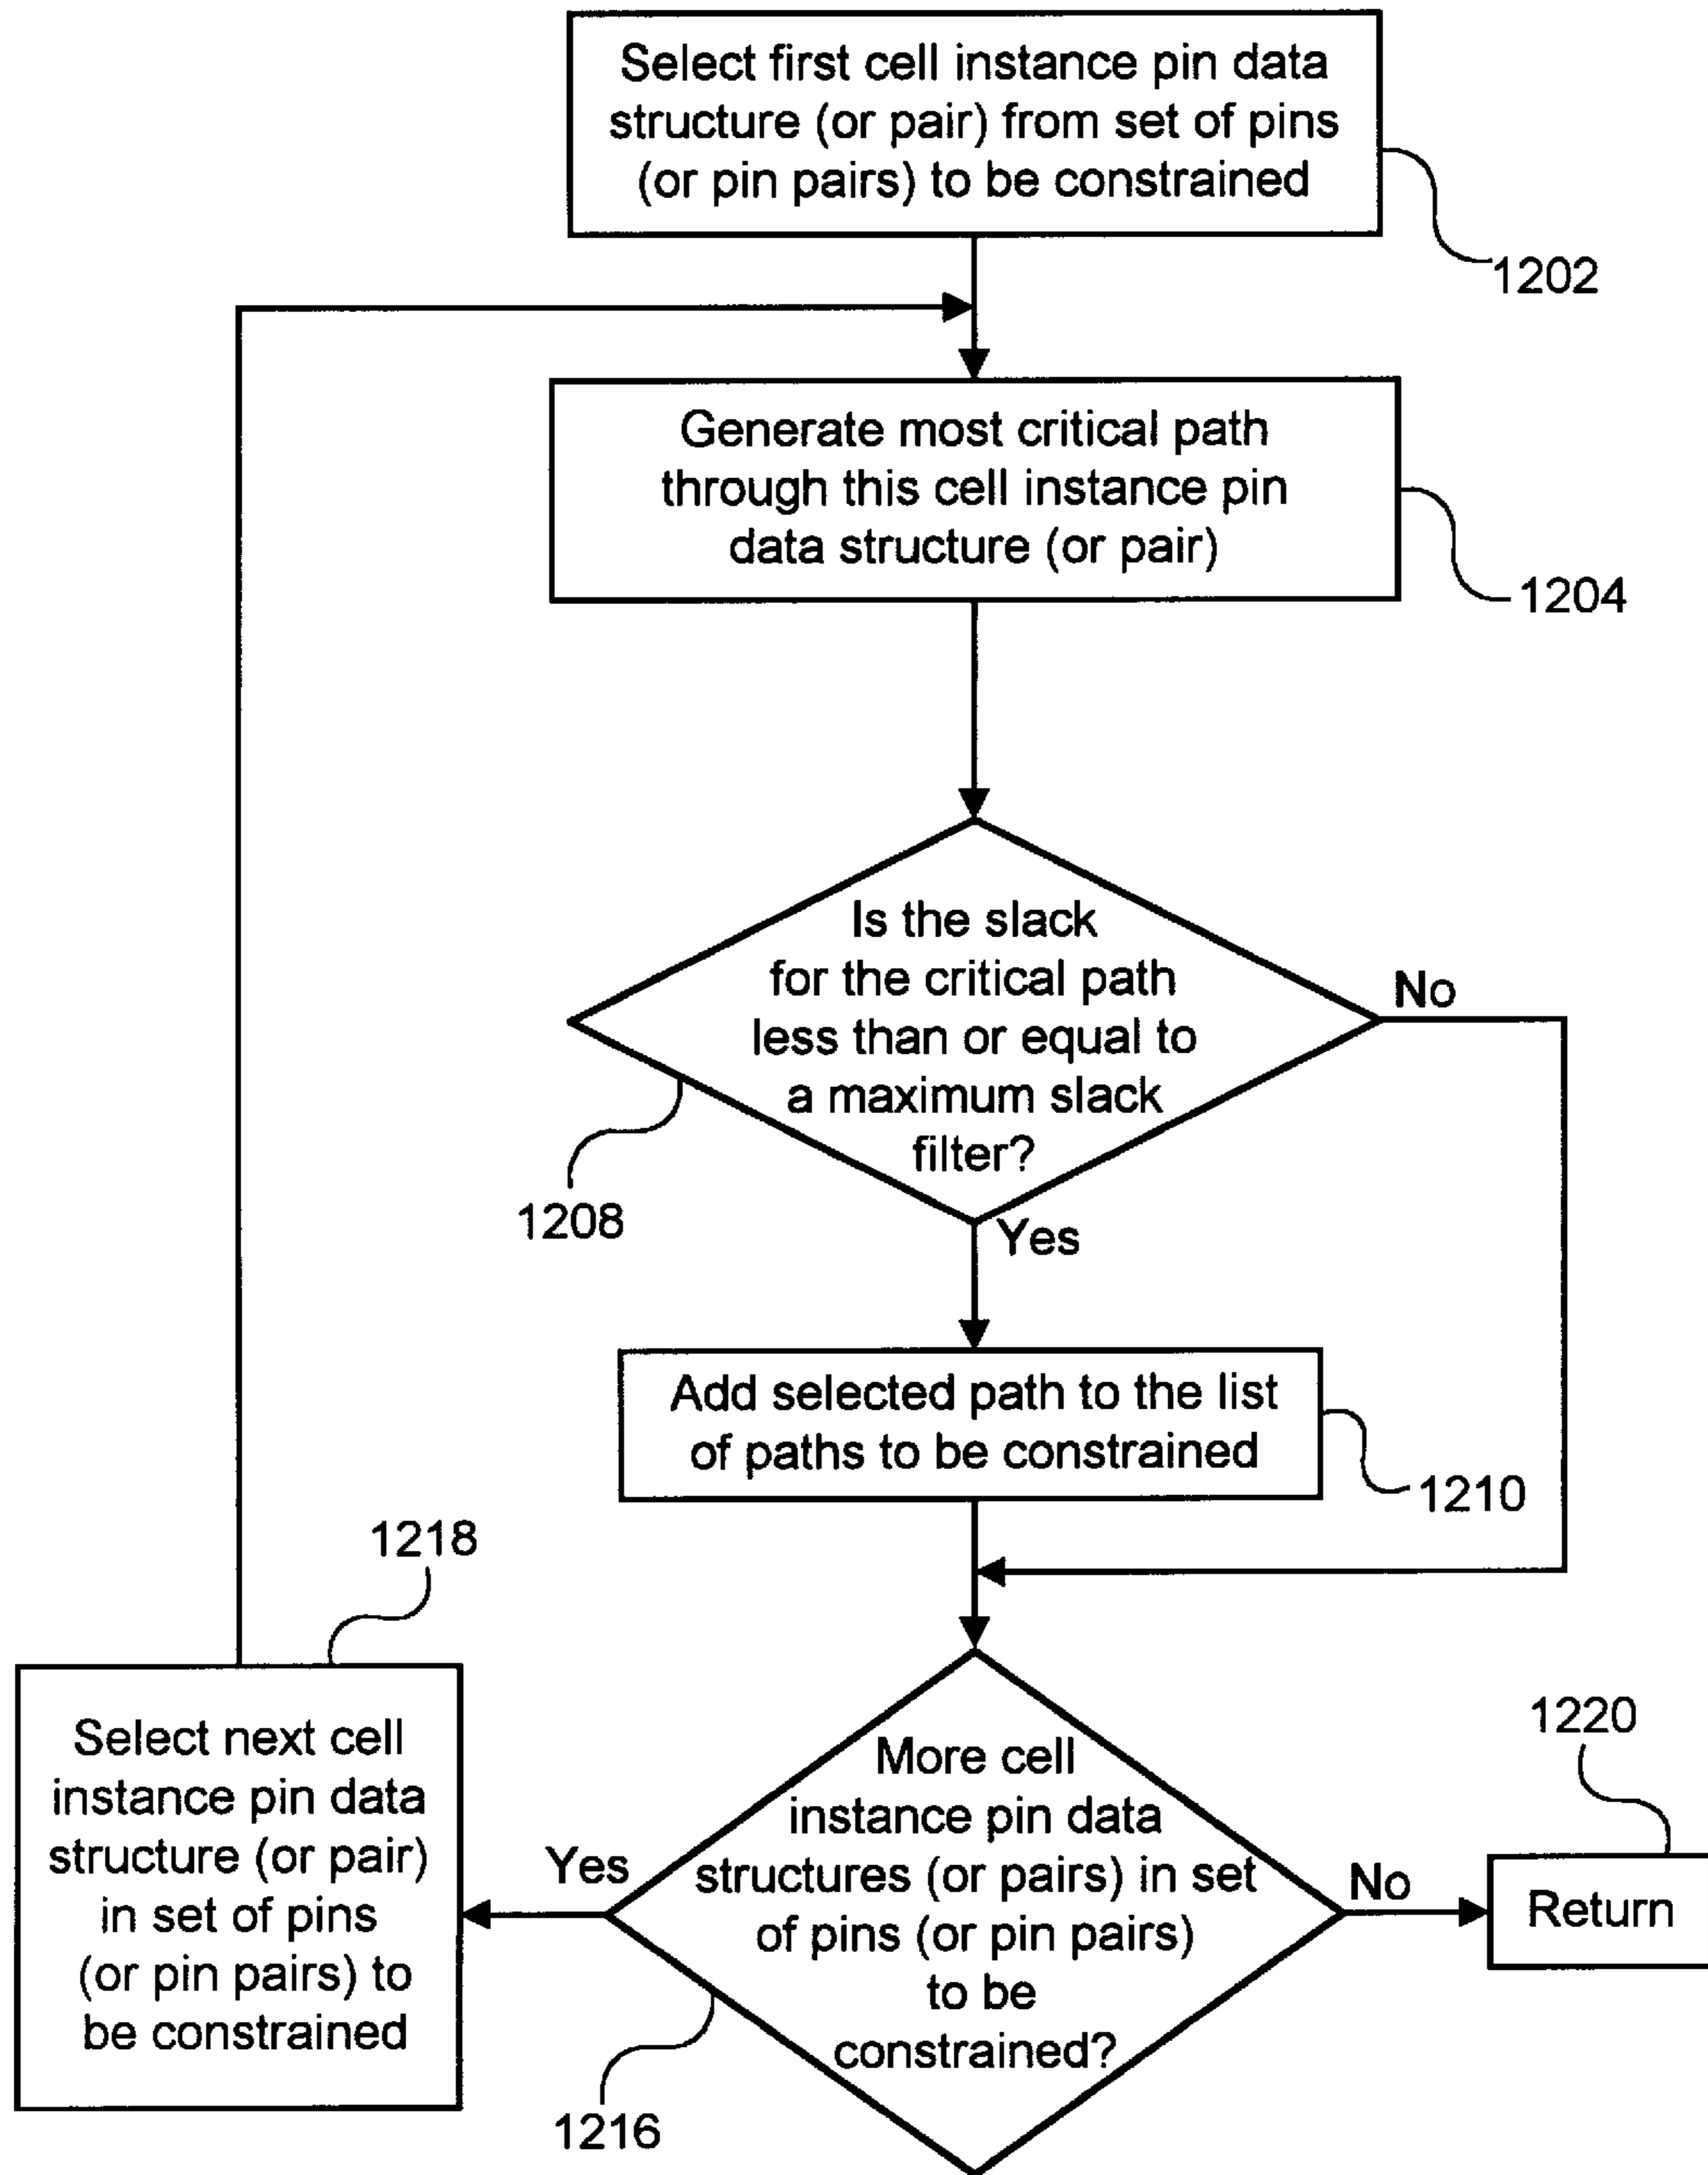 Select first cell instance pin data
structure (or pair) from set of pins
(or pin pairs) to be constrained
1202
Generate most critical path
through this cell instance pin
data structure (or pair)
1204
Is the slack
for the critical path
less than or equal to
a maximum slack
filter?
No
1208
Yes
Add selected path to the list
of paths to be constrained
1210
1218
Select next cell
instance pin data
structure (or pair)
in set of pins
(or pin pairs) to
be constrained
Yes
More cell
instance pin data
structures (or pairs) in set
of pins (or pin pairs)
to be
constrained?
No
1220
Return
1216